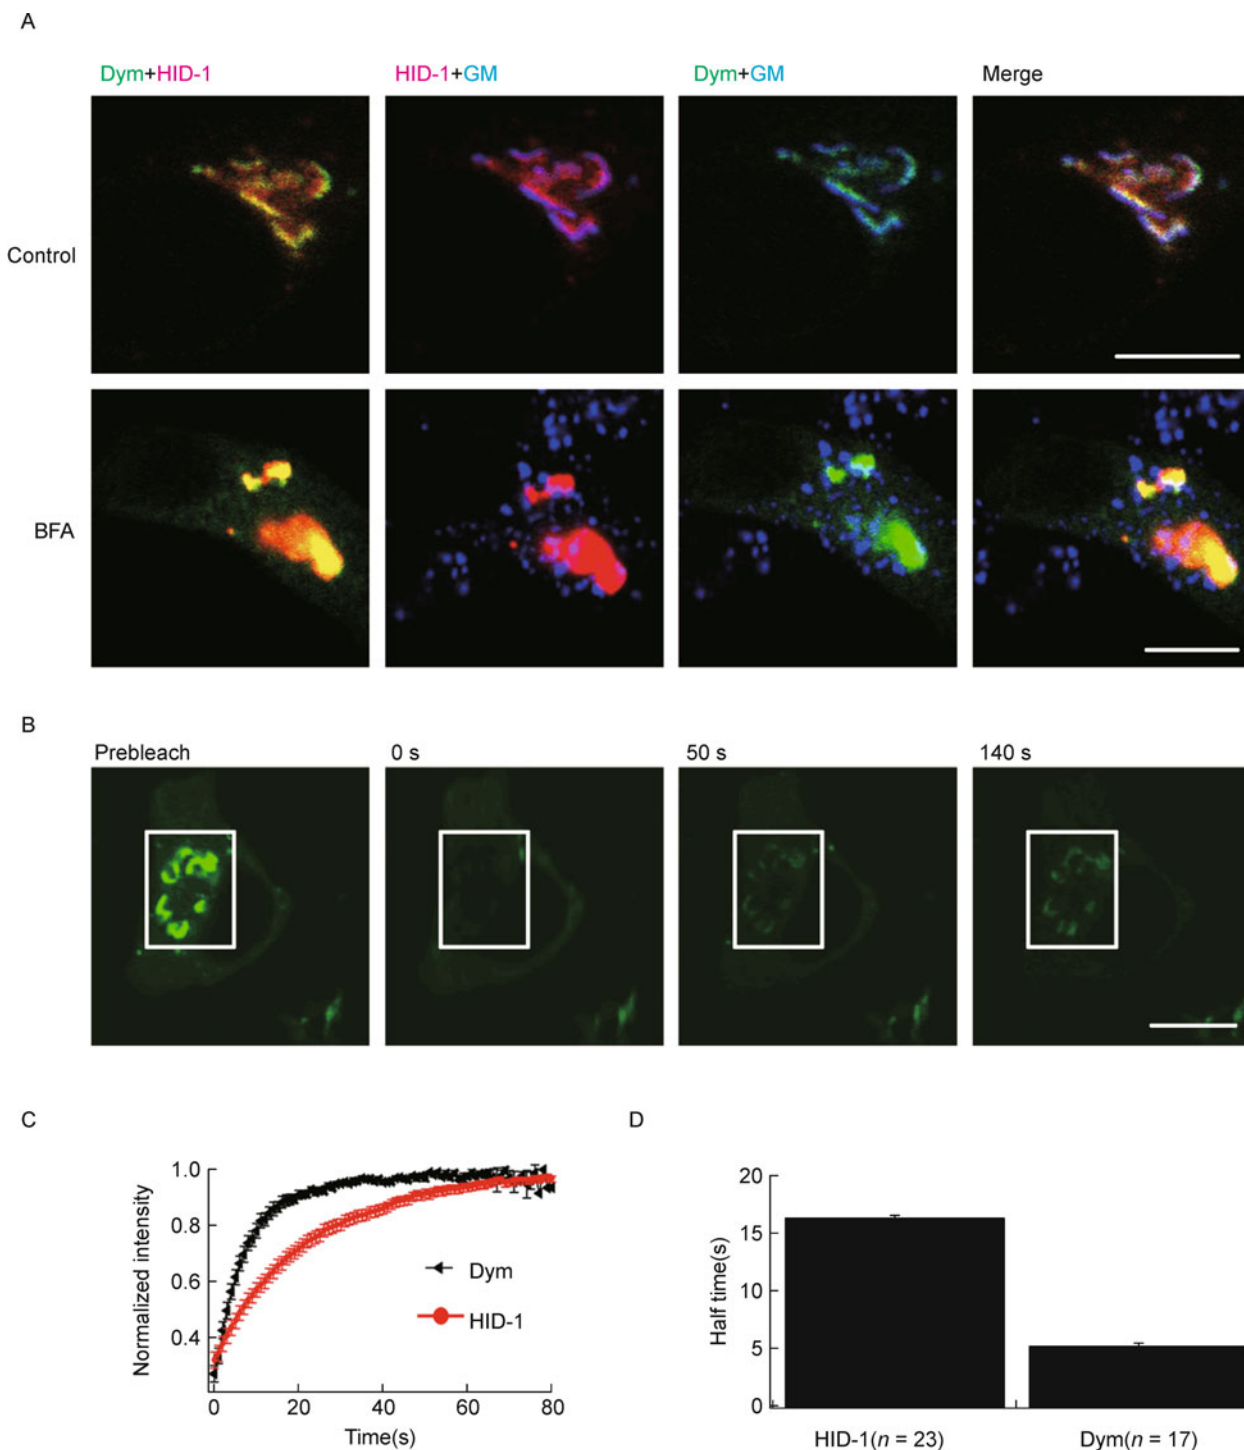 A
Dym+HID-1 HID-1+GM Dym+GM Merge
Control
BFA
B
Prebleach 0 s 50 s 140 s
C
D
1.0
0.8
0.6
0.4
Normalized intensity
Dym
HID-1
0 20 40 60 80
Time(s)
20
15
10
5
0
Half time(s)
HID-1(n = 23) Dym(n = 17)